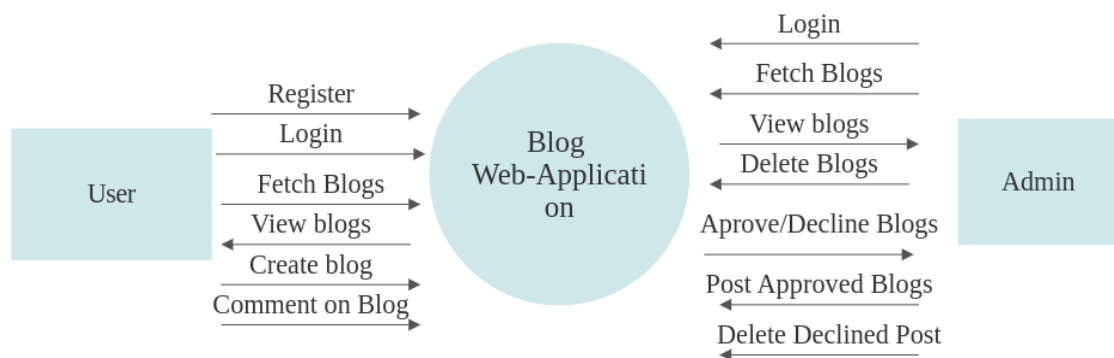 Register
Login
Fetch Blogs
View blogs
Create blog
Comment on Blog
User
Blog
Web-Applicati
on
Login
Fetch Blogs
View blogs
Delete Blogs
Aprove/Decline Blogs
Post Approved Blogs
Delete Declined Post
Admin